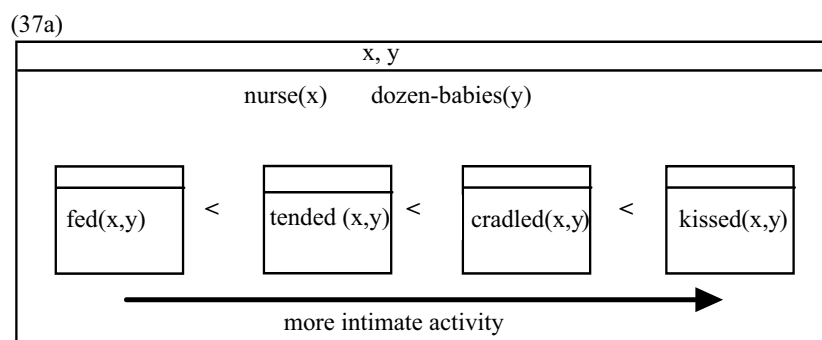 (37a)
x, y
nurse(x) dozen-babies(y)
fed(x,y) < tended (x,y) < cradled(x,y) < kissed(x,y)
more intimate activity